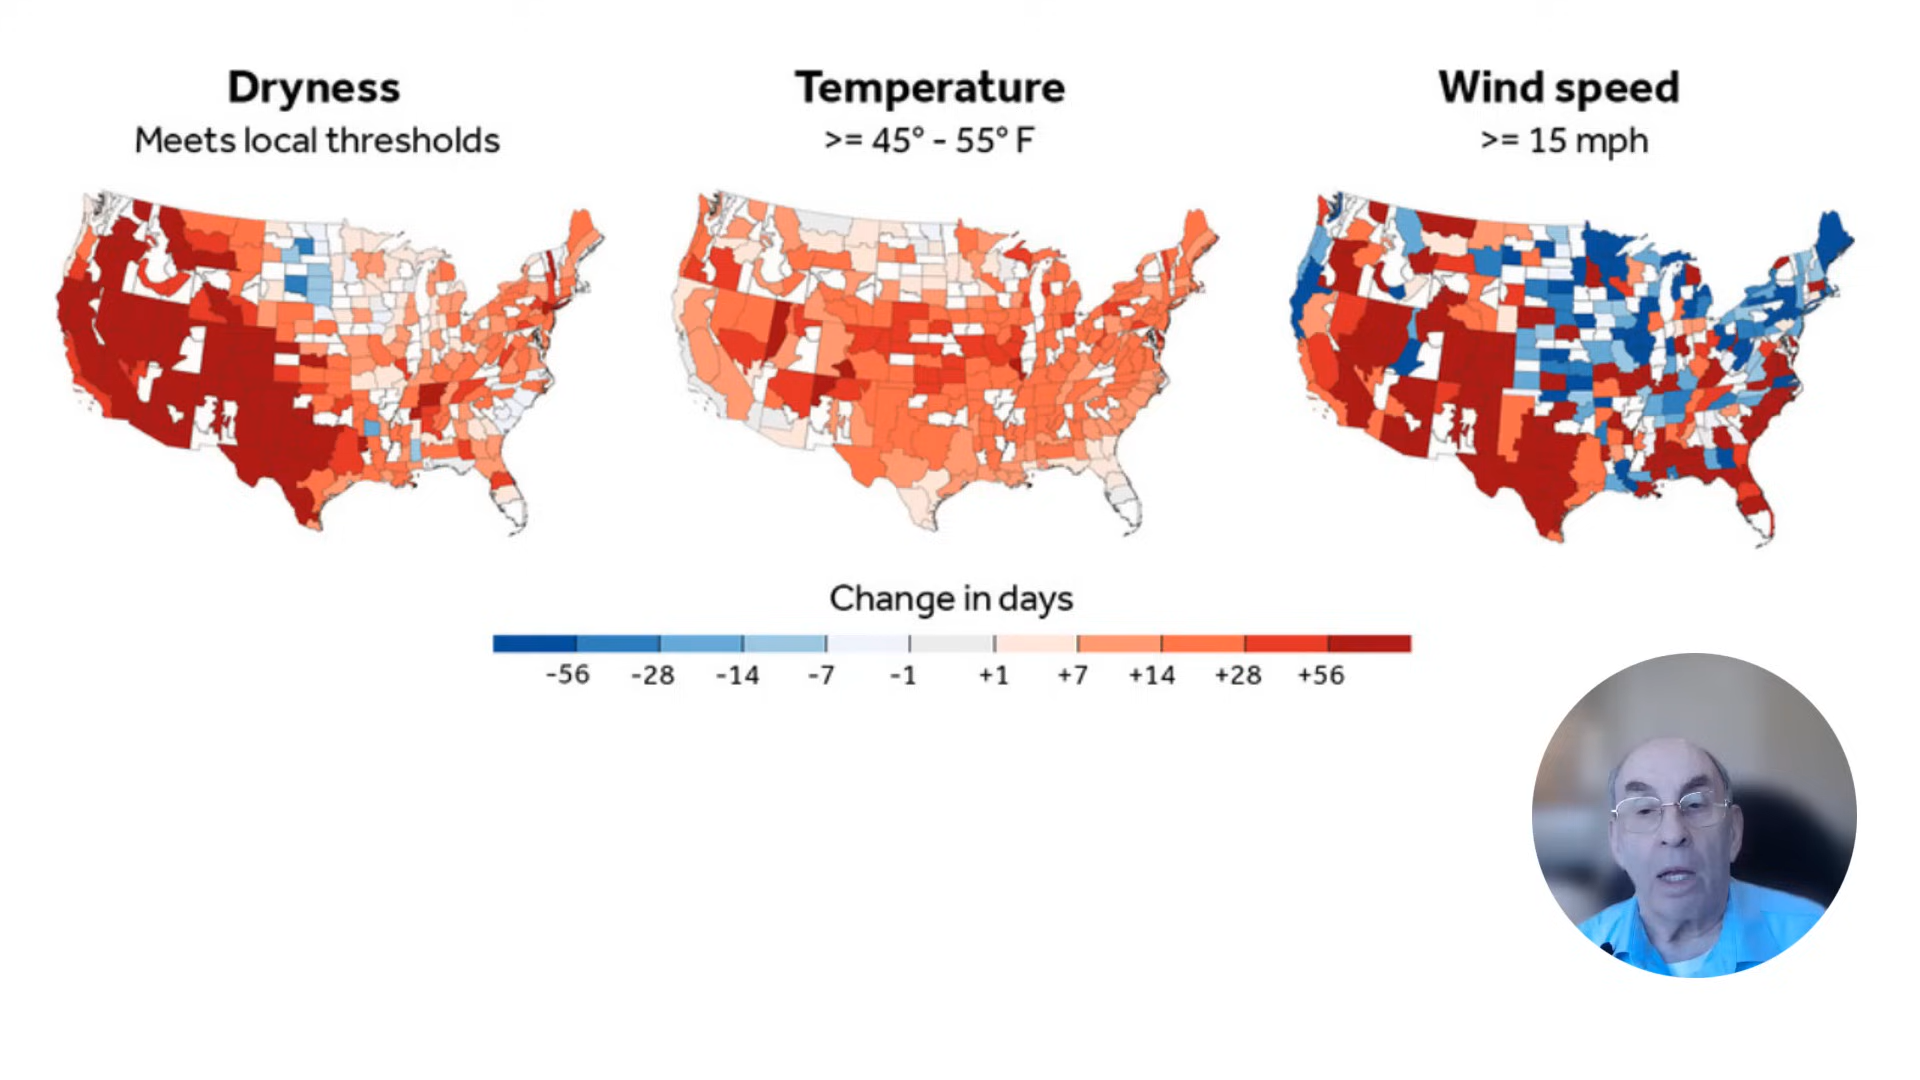 Dryness
Meets local thresholds
Temperature
>= 45° - 55° F
Wind speed
>= 15 mph
Change in days
-56 -28 -14 -7 -1 +1 +7 +14 +28 +56